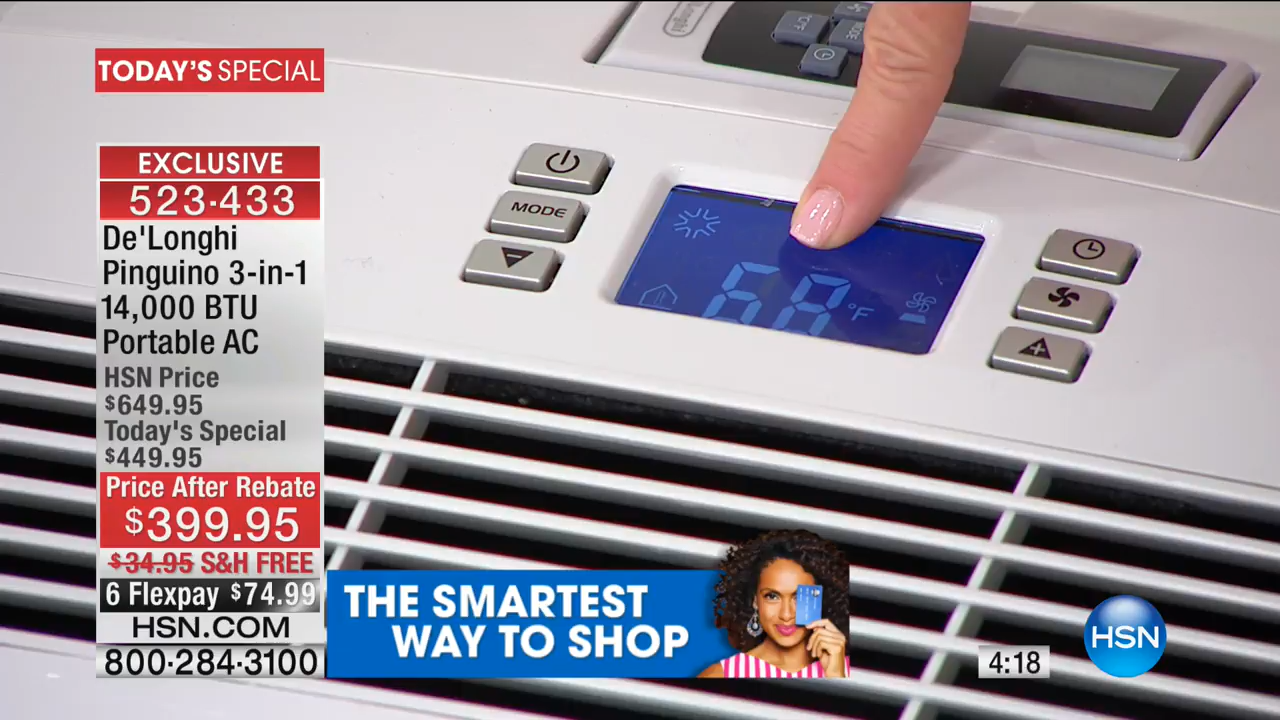 TODAY'S SPECIAL
EXCLUSIVE
523-433
De'Longhi
Pinguino 3-in-1
14,000 BTU
Portable AC
HSN Price
$649.95
Today's Special
$449.95
Price After Rebate
$399.95
$34.95 S&H FREE
6 Flexpay $74.99
HSN.COM
800-284-3100
MODE
68°F
°C/°F
MODE
THE SMARTEST
WAY TO SHOP
4:18
HSN